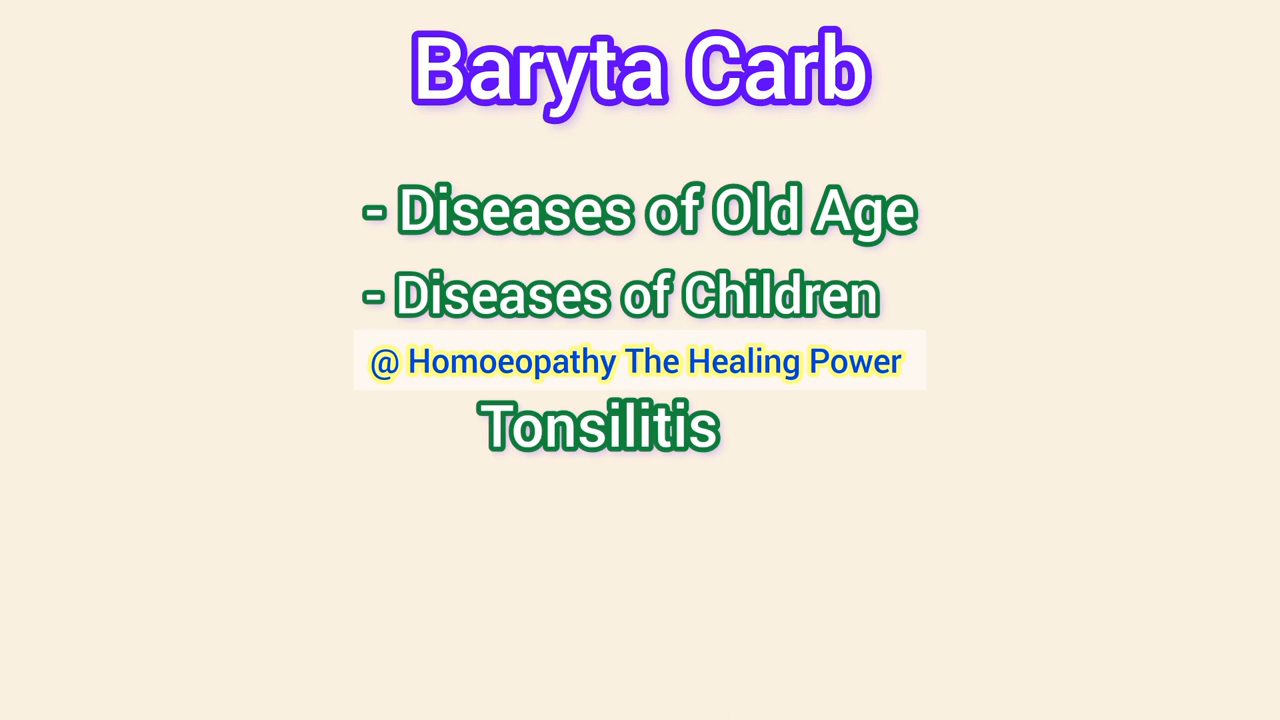 Baryta Carb
- Diseases of Old Age
- Diseases of Children
@ Homoeopathy The Healing Power
Tonsilitis